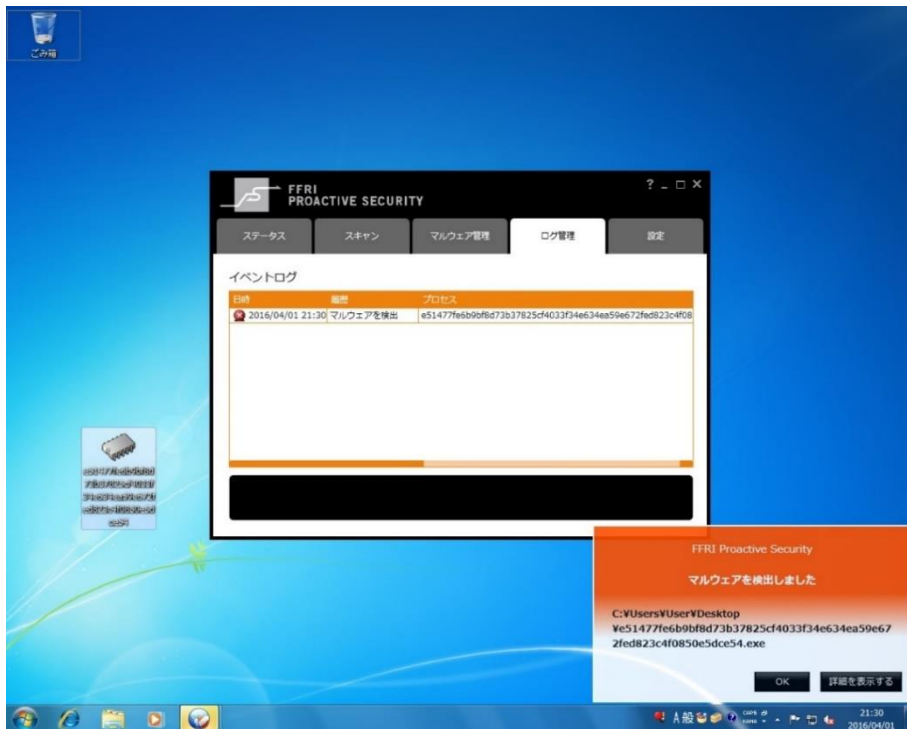 ごみ箱
FFRI
PROACTIVE SECURITY
? _ □ ×
ステータス
スキャン
マルウェア管理
ログ管理
設定
イベントログ
日時
履歴
プロセス
2016/04/01 21:30
マルウェアを検出
e51477fe6b9bf8d73b37825cf4033f34e634ea59e672fed823c4f08
FFRI Proactive Security
マルウェアを検出しました
C:¥Users¥User¥Desktop
¥e51477fe6b9bf8d73b37825cf4033f34e634ea59e67
2fed823c4f0850e5dce54.exe
OK
詳細を表示する
A 般
21:30
2016/04/01